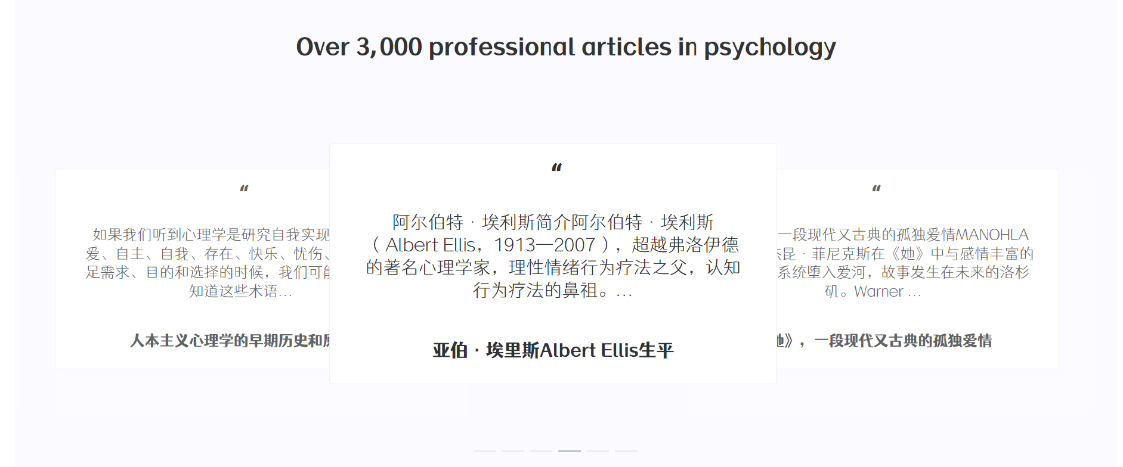 Over 3,000 professional articles in psychology
“
如果我们听到心理学是研究自我实现
爱、自主、自我、存在、快乐、忧伤、
足需求、目的和选择的时候，我们可能
知道这些术语...
人本主义心理学的早期历史和
“
阿尔伯特 · 埃利斯简介阿尔伯特 · 埃利斯
（ Albert Ellis，1913—2007 ），超越弗洛伊德
的著名心理学家，理性情绪行为疗法之父，认知
行为疗法的鼻祖。...
亚伯 · 埃里斯Albert Ellis生平
“
一段现代又古典的孤独爱情MANOHLA
昆 · 菲尼克斯在《她》中与感情丰富的
系统堕入爱河，故事发生在未来的洛杉
矶。Warner ...
》，一段现代又古典的孤独爱情